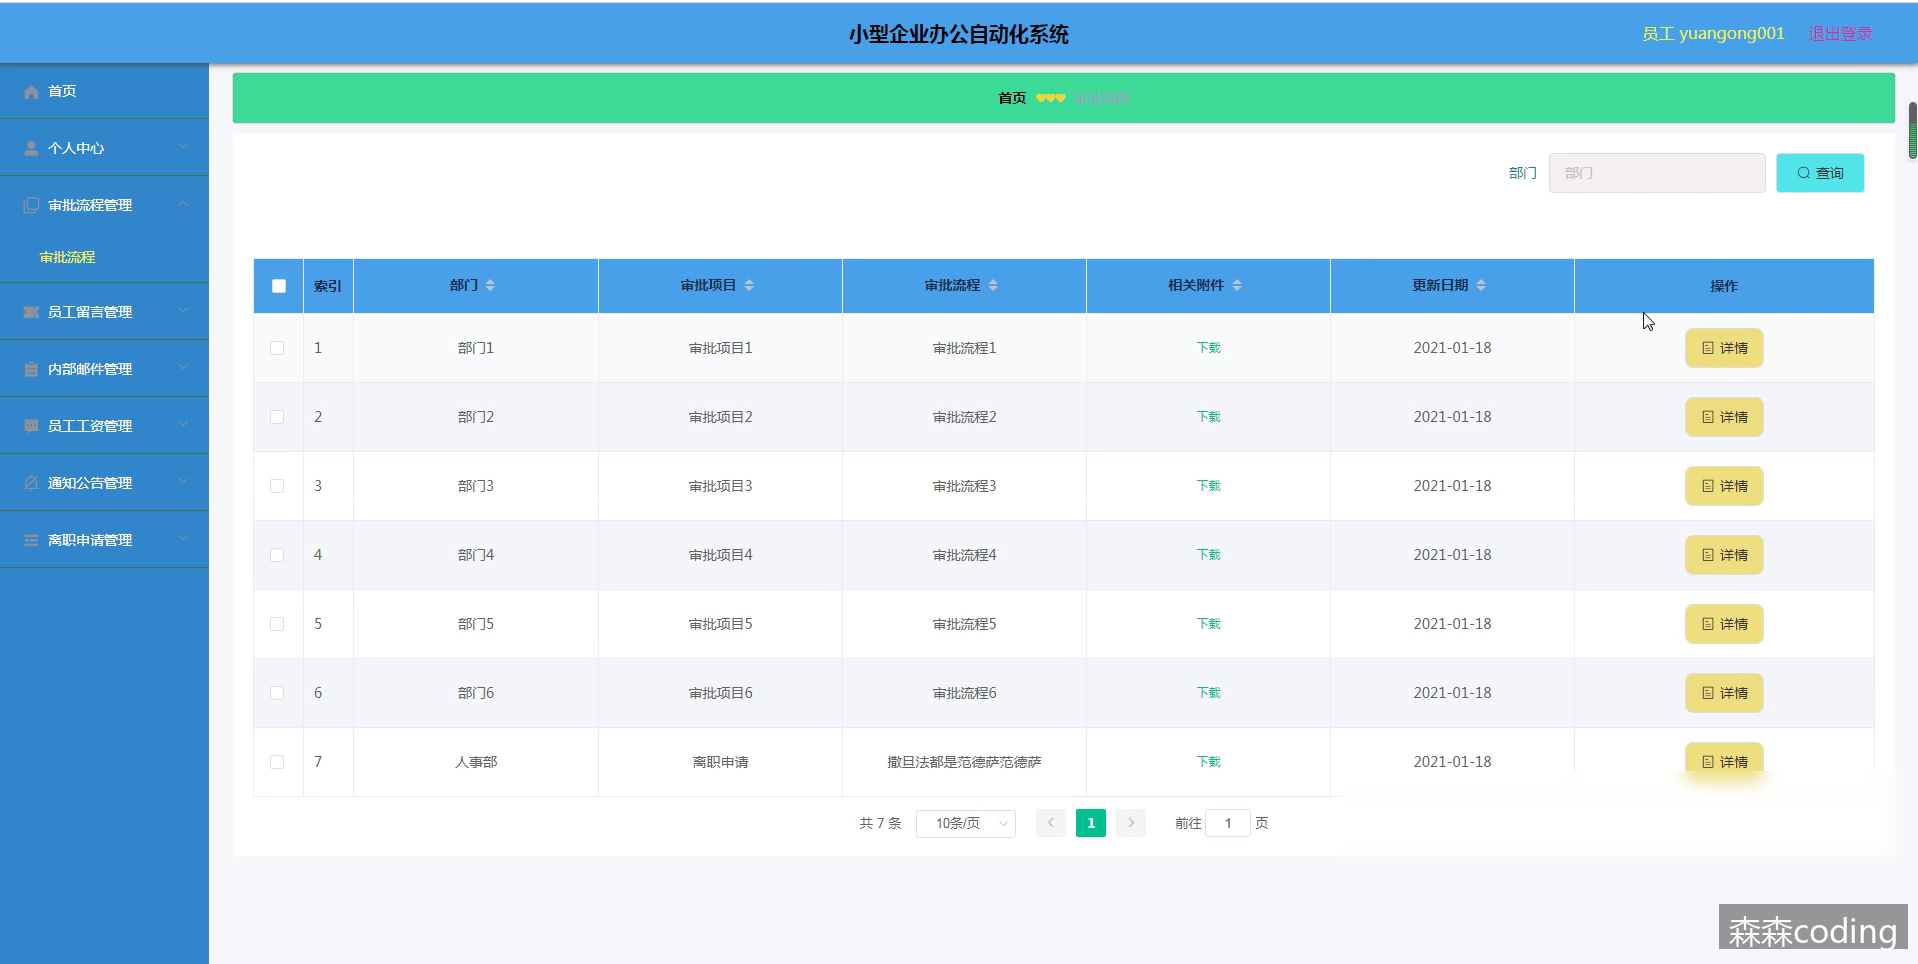 小型企业办公自动化系统
员工 yuangong001 退出登录
首页
个人中心
审批流程管理
审批流程
员工留言管理
内部邮件管理
员工工资管理
通知公告管理
离职申请管理
首页 审批流程
部门 部门 查询
索引 部门 审批项目 审批流程 相关附件 更新日期 操作
1 部门1 审批项目1 审批流程1 下载 2021-01-18 详情
2 部门2 审批项目2 审批流程2 下载 2021-01-18 详情
3 部门3 审批项目3 审批流程3 下载 2021-01-18 详情
4 部门4 审批项目4 审批流程4 下载 2021-01-18 详情
5 部门5 审批项目5 审批流程5 下载 2021-01-18 详情
6 部门6 审批项目6 审批流程6 下载 2021-01-18 详情
7 人事部 离职申请 撒旦法都是范德萨范德萨 下载 2021-01-18 详情
共 7 条 10条/页 1 前往 1 页
森森coding